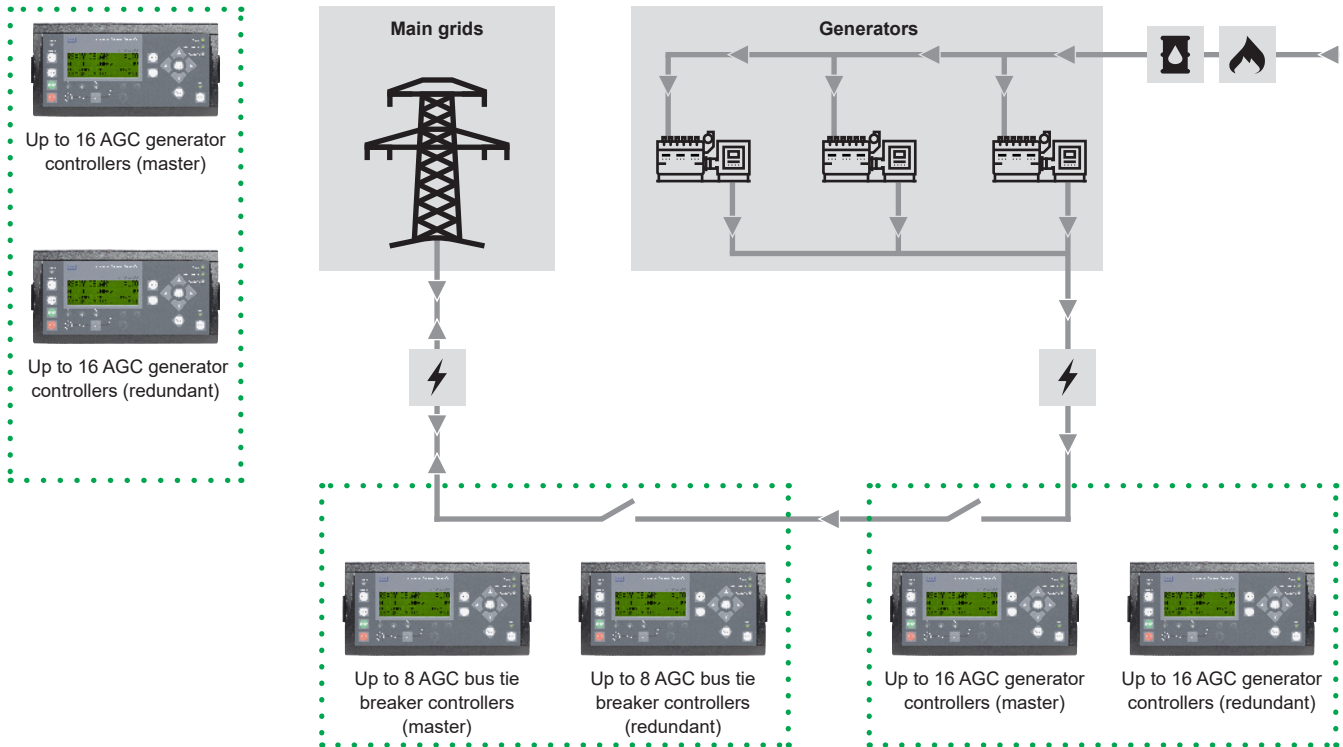 Main grids
Generators
Up to 16 AGC generator
controllers (master)
Up to 16 AGC generator
controllers (redundant)
Up to 8 AGC bus tie
breaker controllers
(master)
Up to 8 AGC bus tie
breaker controllers
(redundant)
Up to 16 AGC generator
controllers (master)
Up to 16 AGC generator
controllers (redundant)